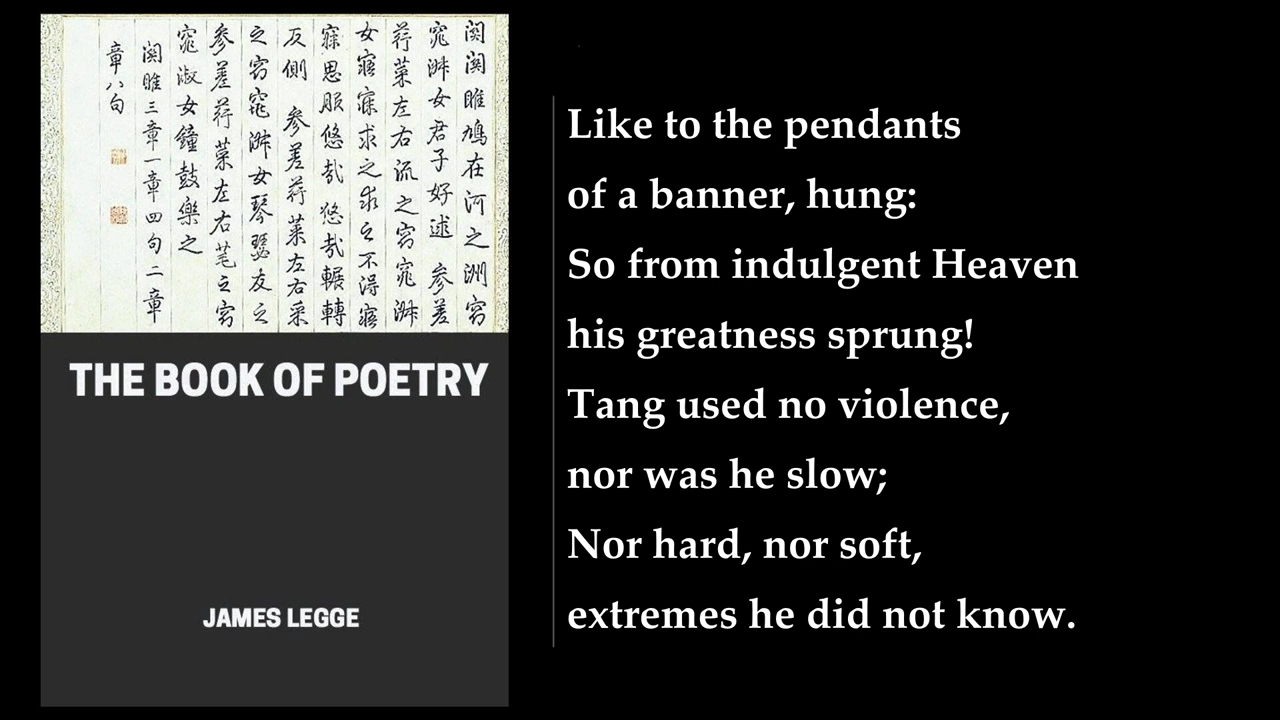 關關雎鳩在河之洲窈
窕淑女君子好逑 參差
荇菜左右流之窈窕淑
女寤寐求之求之不得寤
寐思服悠哉悠哉輾轉
反側 參差荇菜左右采
之窈窕淑女琴瑟友之
參差荇菜左右芼之窈
窕淑女鐘鼓樂之
關雎三章一章四句二章
章八句
THE BOOK OF POETRY
JAMES LEGGE
Like to the pendants
of a banner, hung:
So from indulgent Heaven
his greatness sprung!
Tang used no violence,
nor was he slow;
Nor hard, nor soft,
extremes he did not know.